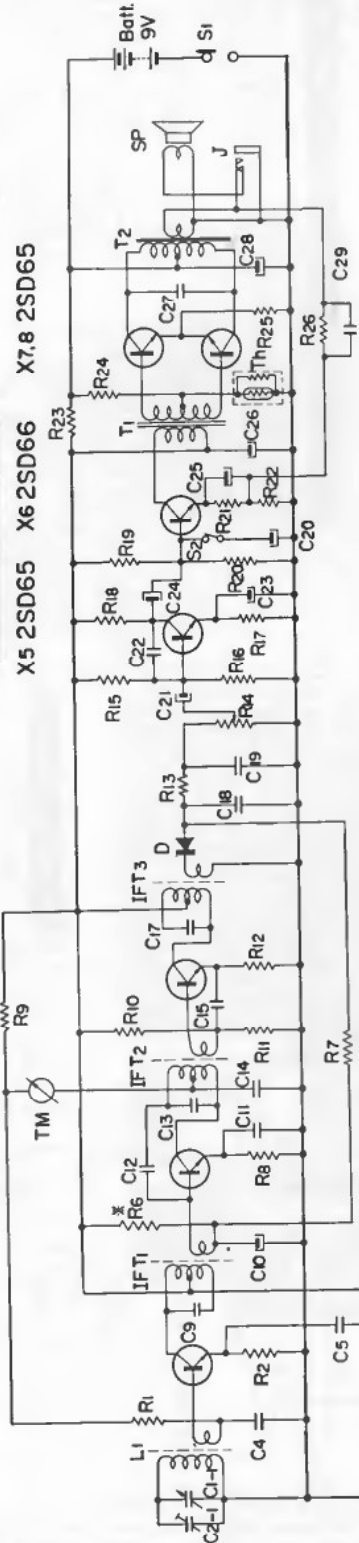 X5 2SD65 X6 2SD66 X7.8 2SD65
Batt.
9V
S1
SP
J
T2
C28
C27
R25
R24
R23
Th
R26
C29
T1
C26
C25
R22
R21
S2
C20
R19
R20
C23
C24
R18
C22
R17
R15
R16
C21
R14
R13
C19
C18
D
IFT3
C17
R12
C15
R10
R11
R9
TM
IFT2
C14
C13
C12
C11
R8
R7
*
R6
IFT1
C10
C9
R2
C5
R1
C4
L1
C1-1
C2-1